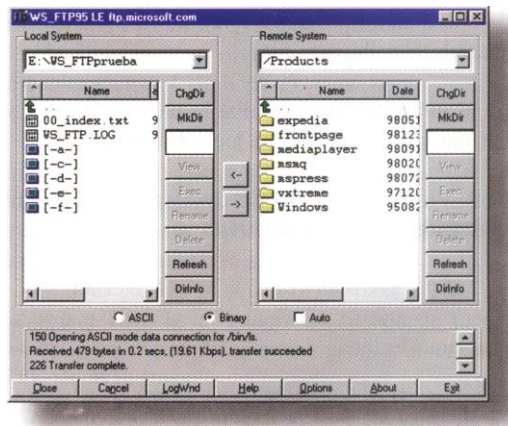 WS_FTP95 LE ftp.microsoft.com
Local System
E:\WS_FTPprueba
^ Name
..
00_index.txt 9
WS_FTP.LOG 9
[-a-]
[-c-]
[-d-]
[-e-]
[-f-]
ChgDir
MkDir
View
Exec
Rename
Delete
Refresh
DirInfo
<--
-->
Remote System
/Products
^ Name Date
..
expedia 98051
frontpage 98123
mediaplayer 98091
msmq 98020
mspress 98072
vxtreme 97120
Windows 95082
ChgDir
MkDir
View
Exec
Rename
Delete
Refresh
DirInfo
ASCII Binary Auto
150 Opening ASCII mode data connection for /bin/ls.
Received 479 bytes in 0.2 secs, (19.61 Kbps), transfer succeeded
226 Transfer complete.
Close Cancel LogWnd Help Options About Exit